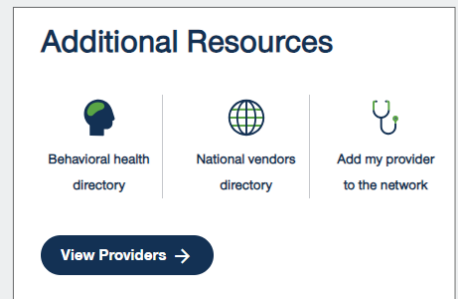 Additional Resources
Behavioral health
directory
National vendors
directory
Add my provider
to the network
View Providers →